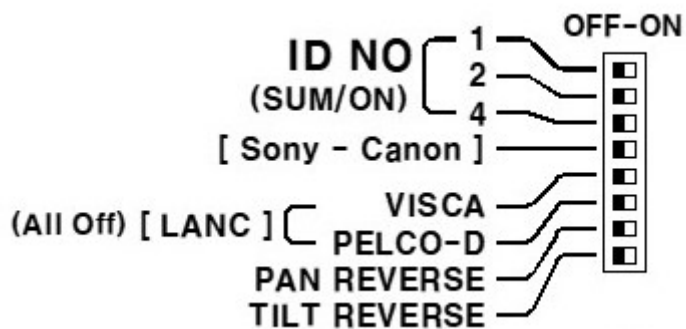 OFF-ON
ID NO
(SUM/ON)
1
2
4
[ Sony - Canon ]
VISCA
(All Off) [ LANC ]
PELCO-D
PAN REVERSE
TILT REVERSE